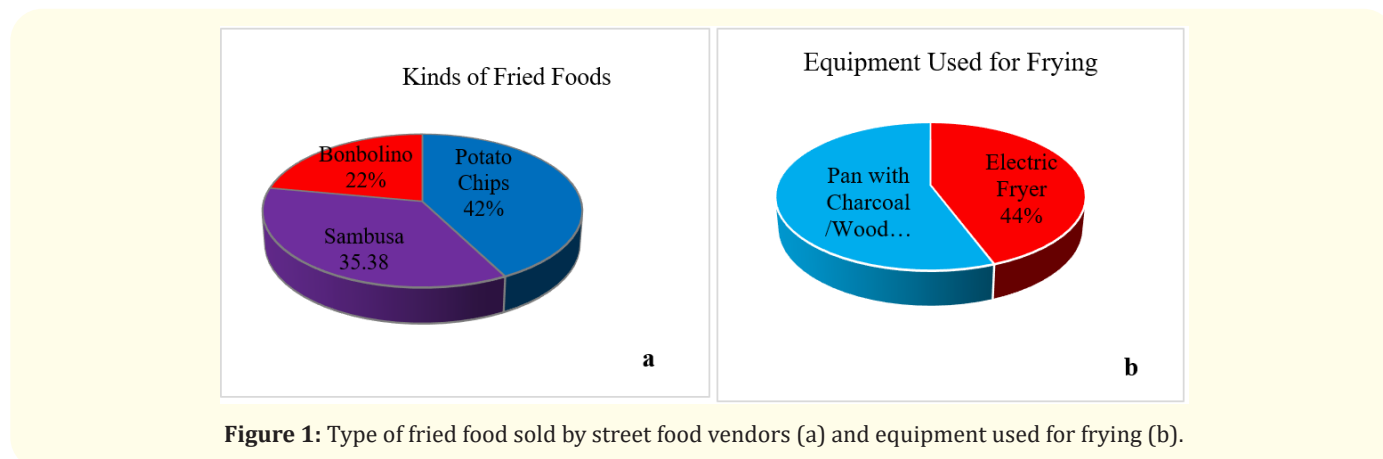 Kinds of Fried Foods
Bonbolino
22%
Potato
Chips
42%
Sambusa
35.38
a
Equipment Used for Frying
Pan with
Charcoal
/Wood…
Electric
Fryer
44%
b
Figure 1: Type of fried food sold by street food vendors (a) and equipment used for frying (b).